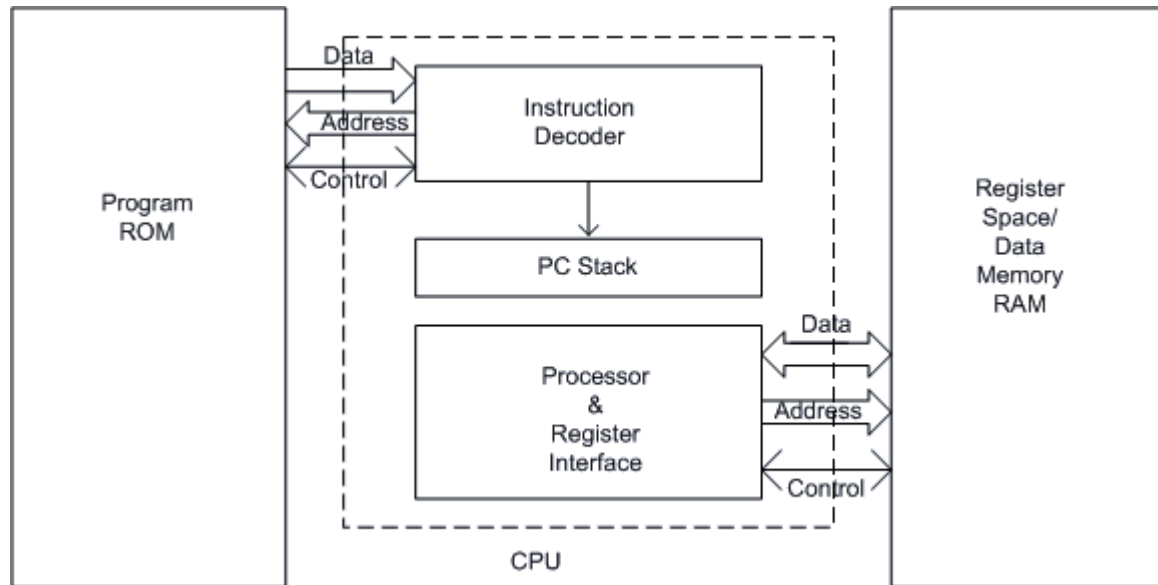 Program
ROM
Data
Address
Control
Instruction
Decoder
PC Stack
Processor
&
Register
Interface
Data
Address
Control
CPU
Register
Space/
Data
Memory
RAM